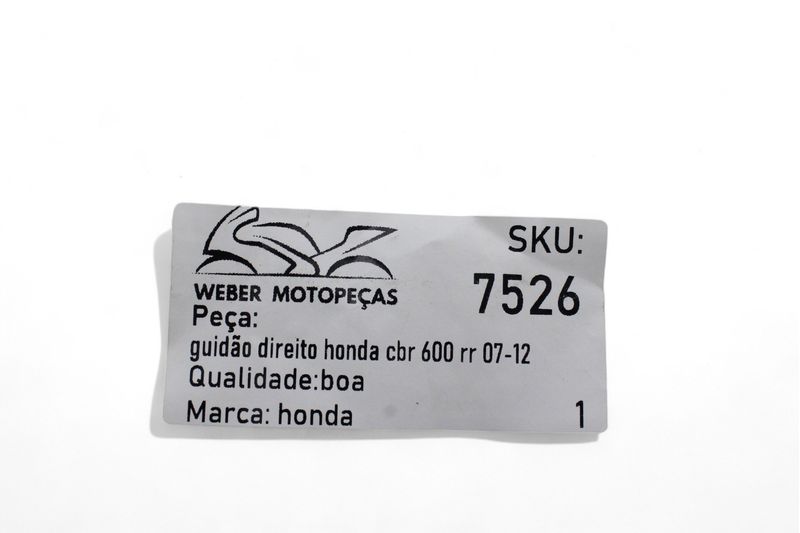 SKU:
7526
WEBER MOTOPEÇAS
Peça:
guidão direito honda cbr 600 rr 07-12
Qualidade:boa
Marca: honda
1